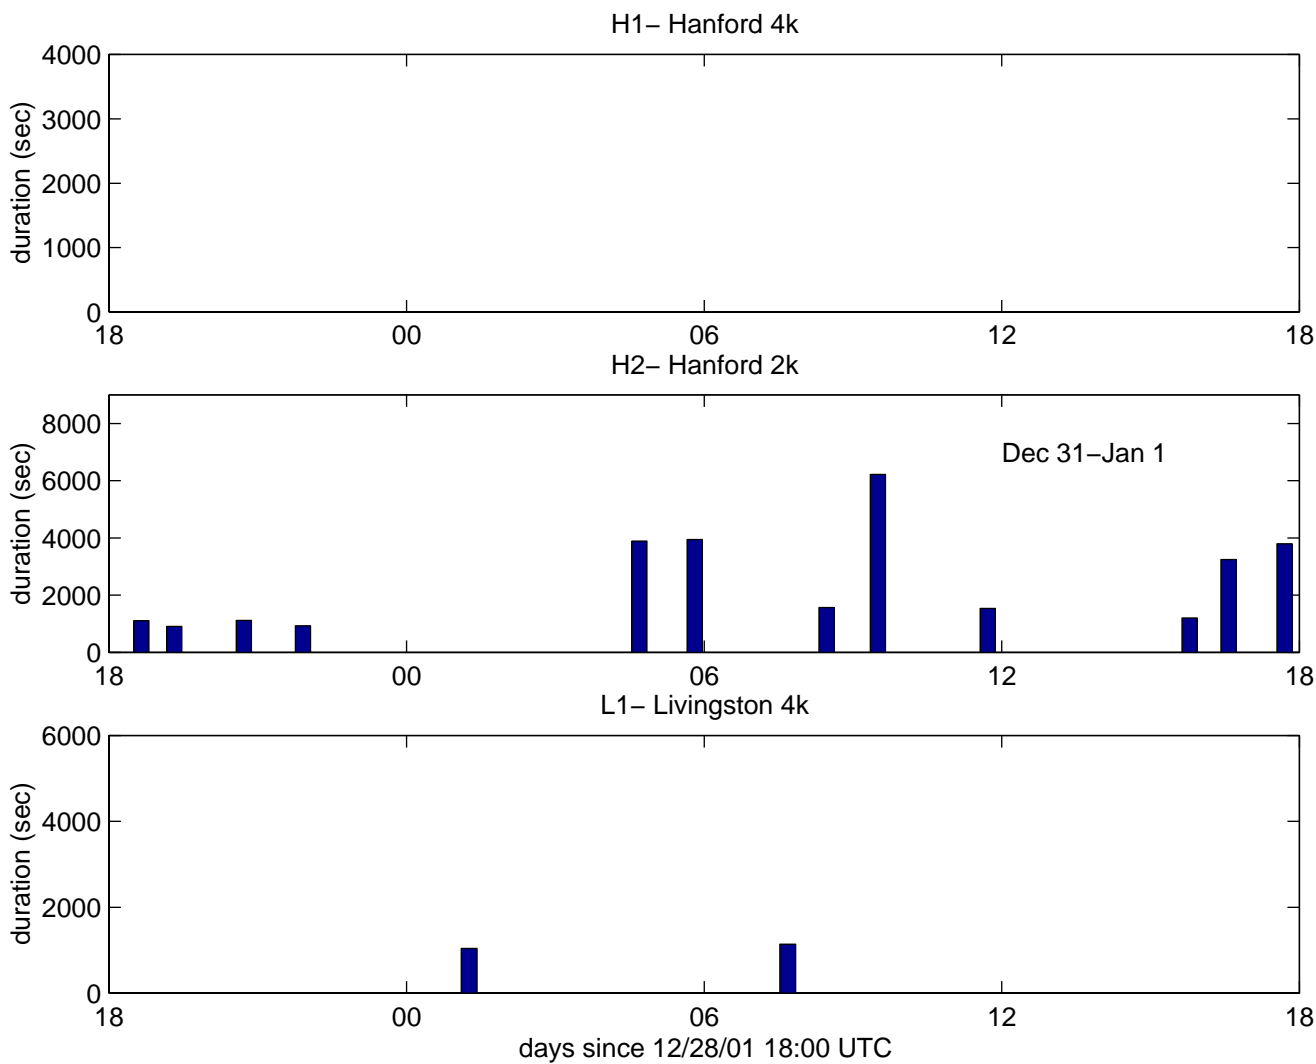 H1− Hanford 4k
4000
3000
2000
1000
0
duration (sec)
18 00 06 12 18
H2− Hanford 2k
8000
6000
4000
2000
0
duration (sec)
Dec 31−Jan 1
18 00 06 12 18
L1− Livingston 4k
6000
4000
2000
0
duration (sec)
18 00 06 12 18
days since 12/28/01 18:00 UTC